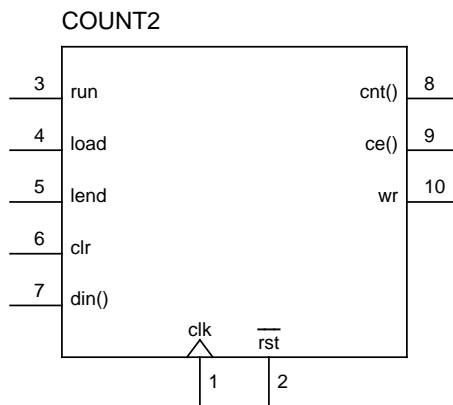 COUNT2
3 run cnt() 8
4 load ce() 9
5 lend wr 10
6 clr
7 din()
clk rst
1 2